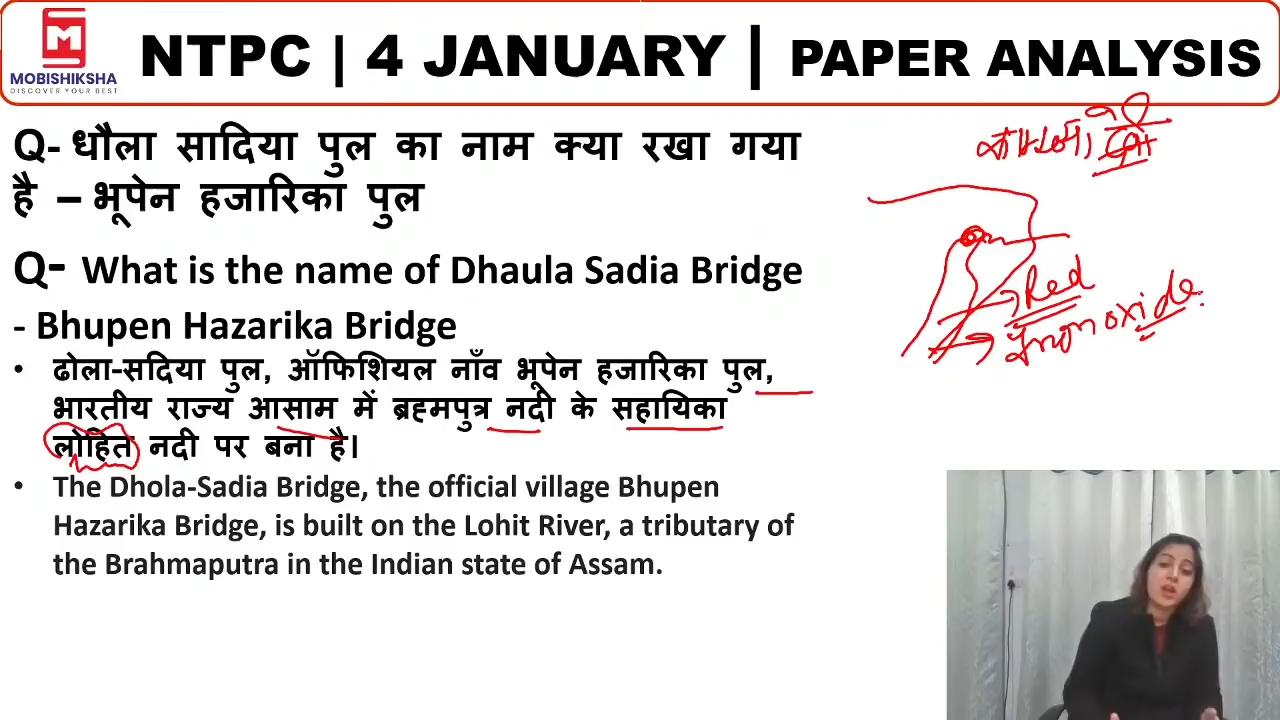 MOBISHIKSHA
DISCOVER YOUR BEST
NTPC | 4 JANUARY | PAPER ANALYSIS
Q- धौला सादिया पुल का नाम क्या रखा गया
है – भूपेन हजारिका पुल
Q- What is the name of Dhaula Sadia Bridge
- Bhupen Hazarika Bridge
• ढोला-सदिया पुल, ऑफिशियल नाँव भूपेन हजारिका पुल,
भारतीय राज्य आसाम में ब्रह्मपुत्र नदी के सहायिका
लोहित नदी पर बना है।
• The Dhola-Sadia Bridge, the official village Bhupen
Hazarika Bridge, is built on the Lohit River, a tributary of
the Brahmaputra in the Indian state of Assam.
Red
Iron oxide